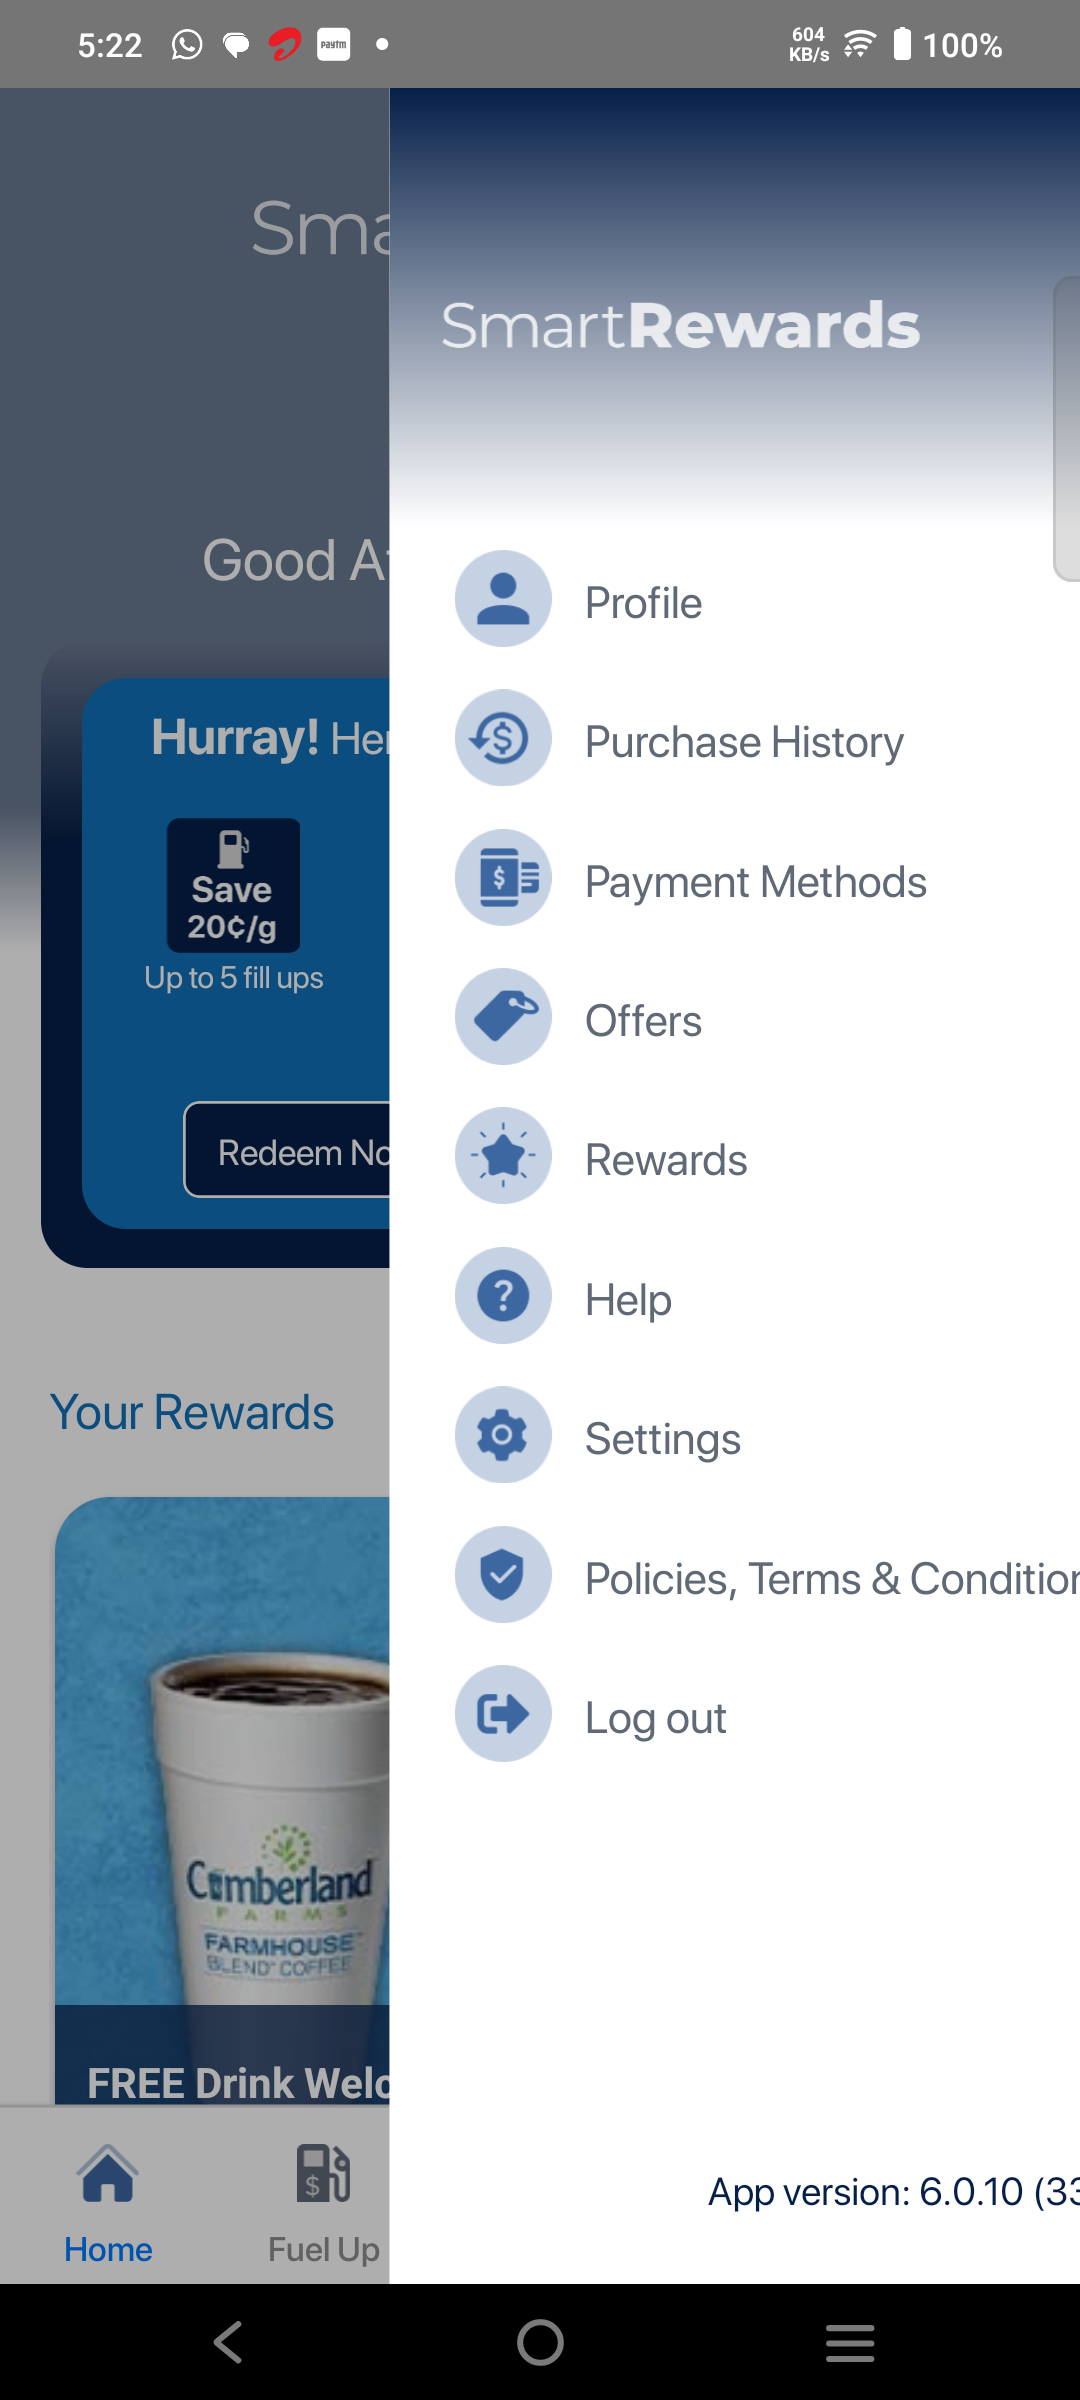 5:22
paytm
604
KB/s
100%
Sma
SmartRewards
Good A
Profile
Hurray! Her
Purchase History
Save
20¢/g
Up to 5 fill ups
Payment Methods
Offers
Redeem No
Rewards
Help
Your Rewards
Settings
Policies, Terms & Condition
Log out
Cumberland
FARMS
FARMHOUSE
BLEND COFFEE
FREE Drink Welc
App version: 6.0.10 (33
Home
Fuel Up